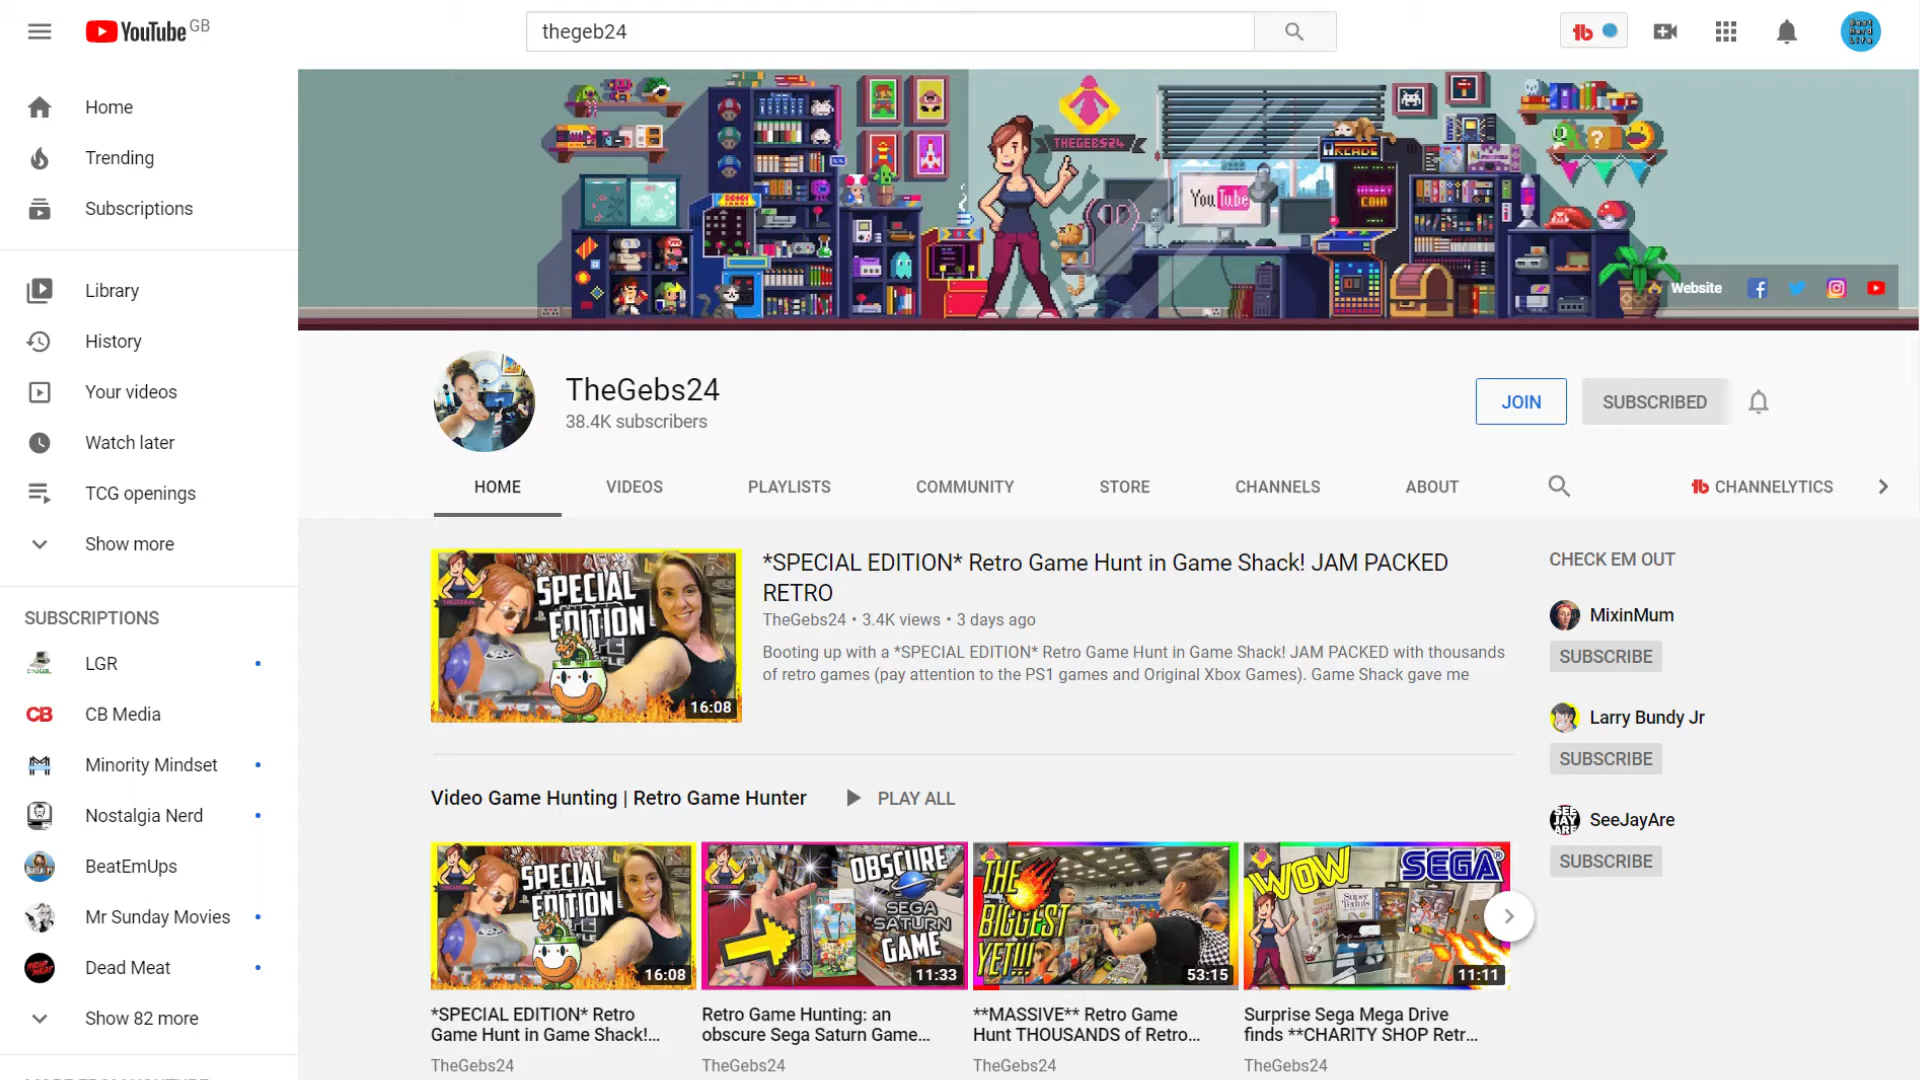 YouTube GB
thegeb24
Home
Trending
Subscriptions
Library
History
Your videos
Watch later
TCG openings
Show more
SUBSCRIPTIONS
LGR
CB Media
Minority Mindset
Nostalgia Nerd
BeatEmUps
Mr Sunday Movies
Dead Meat
Show 82 more
THEGEBS24
YouTube
ARCADE
INSERT
COIN
Website
TheGebs24
38.4K subscribers
JOIN
SUBSCRIBED
HOME
VIDEOS
PLAYLISTS
COMMUNITY
STORE
CHANNELS
ABOUT
CHANNELYTICS
SPECIAL
EDITION
16:08
*SPECIAL EDITION* Retro Game Hunt in Game Shack! JAM PACKED
RETRO
TheGebs24 • 3.4K views • 3 days ago
Booting up with a *SPECIAL EDITION* Retro Game Hunt in Game Shack! JAM PACKED with thousands
of retro games (pay attention to the PS1 games and Original Xbox Games). Game Shack gave me
CHECK EM OUT
MixinMum
SUBSCRIBE
Larry Bundy Jr
SUBSCRIBE
SEE
JAY
ARE
SeeJayAre
SUBSCRIBE
Video Game Hunting | Retro Game Hunter
PLAY ALL
SPECIAL
EDITION
16:08
OBSCURE
SEGA
SATURN
GAME
11:33
THE
BIGGEST
YET!!!
53:15
WOW
SEGA
11:11
*SPECIAL EDITION* Retro
Game Hunt in Game Shack!...
TheGebs24
Retro Game Hunting: an
obscure Sega Saturn Game...
TheGebs24
**MASSIVE** Retro Game
Hunt THOUSANDS of Retro...
TheGebs24
Surprise Sega Mega Drive
finds **CHARITY SHOP Retr...
TheGebs24